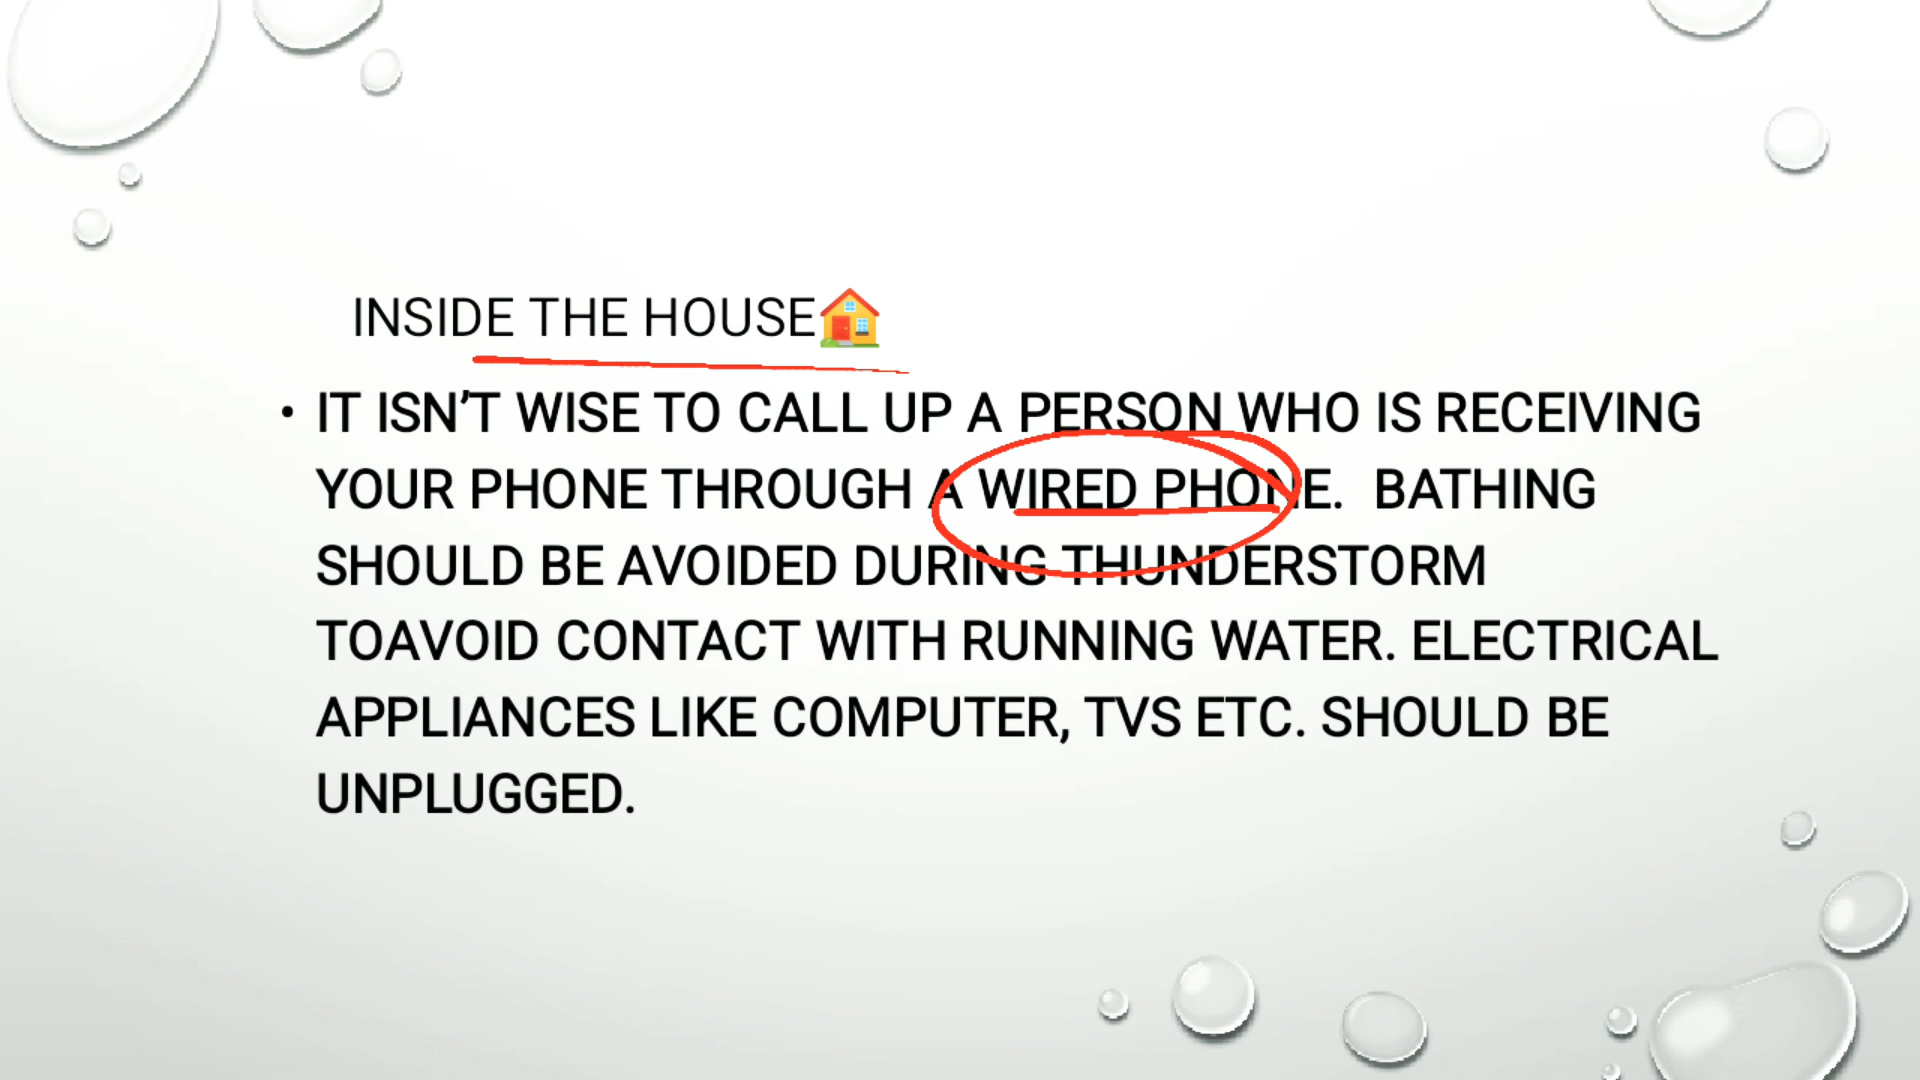 INSIDE THE HOUSE🏠
• IT ISN’T WISE TO CALL UP A PERSON WHO IS RECEIVING
YOUR PHONE THROUGH A WIRED PHONE.  BATHING
SHOULD BE AVOIDED DURING THUNDERSTORM
TOAVOID CONTACT WITH RUNNING WATER. ELECTRICAL
APPLIANCES LIKE COMPUTER, TVS ETC. SHOULD BE
UNPLUGGED.